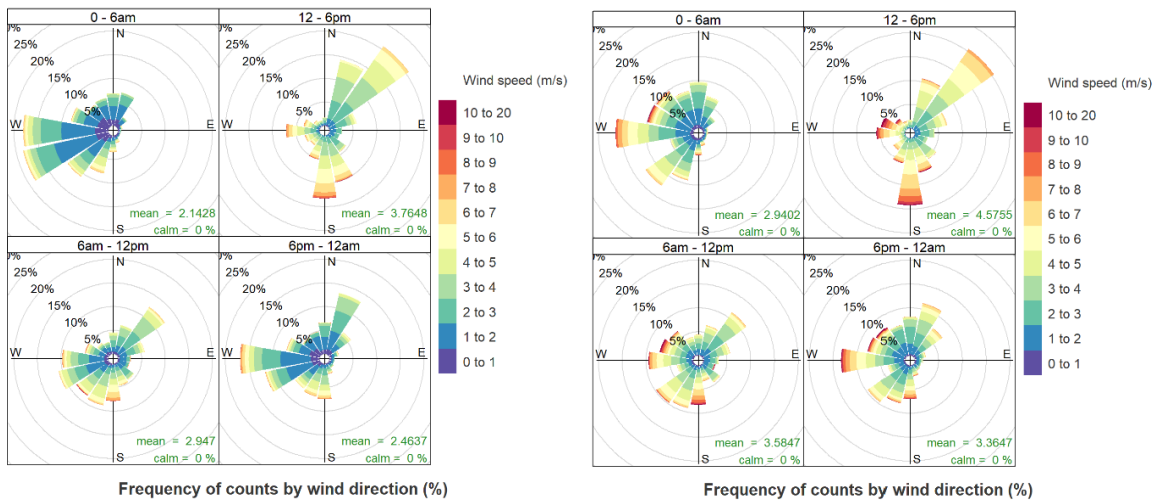 0 - 6am
12 - 6pm
0%
25%
20%
15%
10%
5%
N
W
mean = 2.1428
calm = 0 %
S
0%
25%
20%
15%
10%
5%
N
E
mean = 3.7648
calm = 0 %
S
6am - 12pm
6pm - 12am
0%
25%
20%
15%
10%
5%
N
W
E
mean = 2.947
calm = 0 %
S
0%
25%
20%
15%
10%
5%
N
W
E
mean = 2.4637
calm = 0 %
S
Wind speed (m/s)
10 to 20
9 to 10
8 to 9
7 to 8
6 to 7
5 to 6
4 to 5
3 to 4
2 to 3
1 to 2
0 to 1
Frequency of counts by wind direction (%)
0 - 6am
12 - 6pm
0%
25%
20%
15%
10%
5%
N
W
E
mean = 2.9402
calm = 0 %
S
0%
25%
20%
15%
10%
5%
N
W
E
mean = 4.5755
calm = 0 %
S
6am - 12pm
6pm - 12am
0%
25%
20%
15%
10%
5%
N
W
E
mean = 3.5847
calm = 0 %
S
0%
25%
20%
15%
10%
5%
N
W
E
mean = 3.3647
calm = 0 %
S
Wind speed (m/s)
10 to 20
9 to 10
8 to 9
7 to 8
6 to 7
5 to 6
4 to 5
3 to 4
2 to 3
1 to 2
0 to 1
Frequency of counts by wind direction (%)